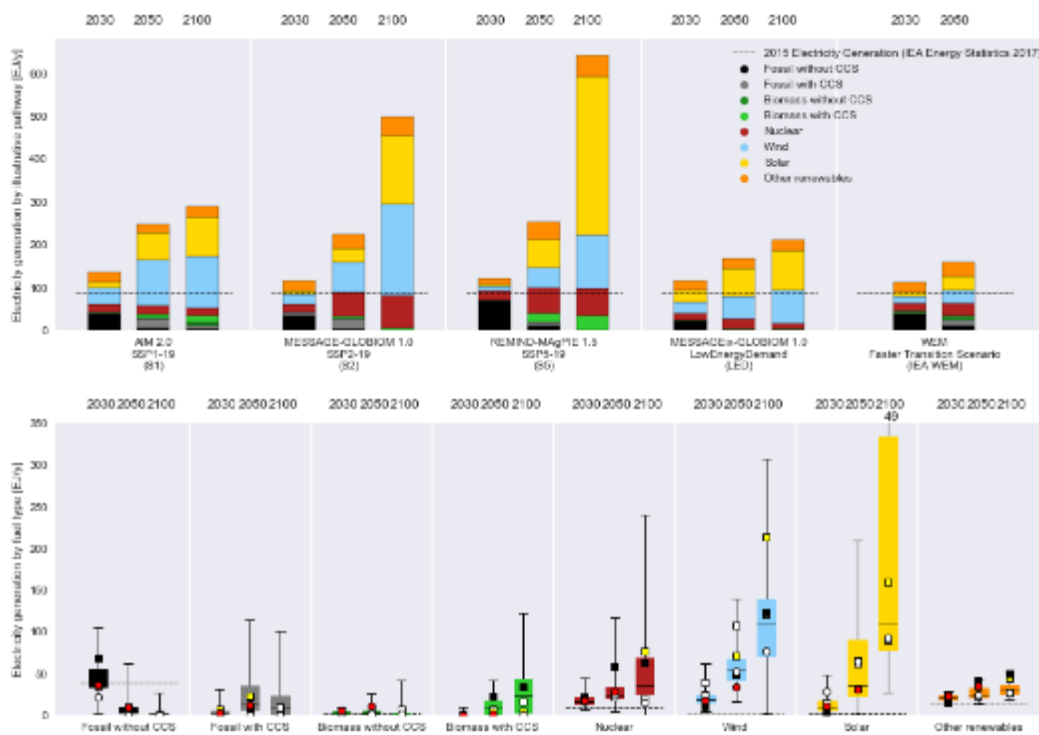 2030 2050 2100 2030 2050 2100 2030 2050 2100 2030 2050 2100 2030 2050
Electricity generation by illustrative pathway [EJ/y]
600
500
400
300
200
100
0
2015 Electricity Generation (IEA Energy Statistics 2017)
Fossil without CCS
Fossil with CCS
Biomass without CCS
Biomass with CCS
Nuclear
Wind
Solar
Other renewables
AIM 2.0
SSP1-19
(S1)
MESSAGE-GLOBIOM 1.0
SSP2-19
(S2)
REMIND-MAgPIE 1.5
SSP5-19
(S5)
MESSAGEix-GLOBIOM 1.0
LowEnergyDemand
(LED)
WEM
Faster Transition Scenario
(IEA WEM)
2030 2050 2100 2030 2050 2100 2030 2050 2100 2030 2050 2100 2030 2050 2100 2030 2050 2100 2030 2050 2100 2030 2050 2100
49
Electricity generation by fuel type [EJ/y]
350
300
250
200
150
100
50
0
Fossil without CCS Fossil with CCS Biomass without CCS Biomass with CCS Nuclear Wind Solar Other renewables